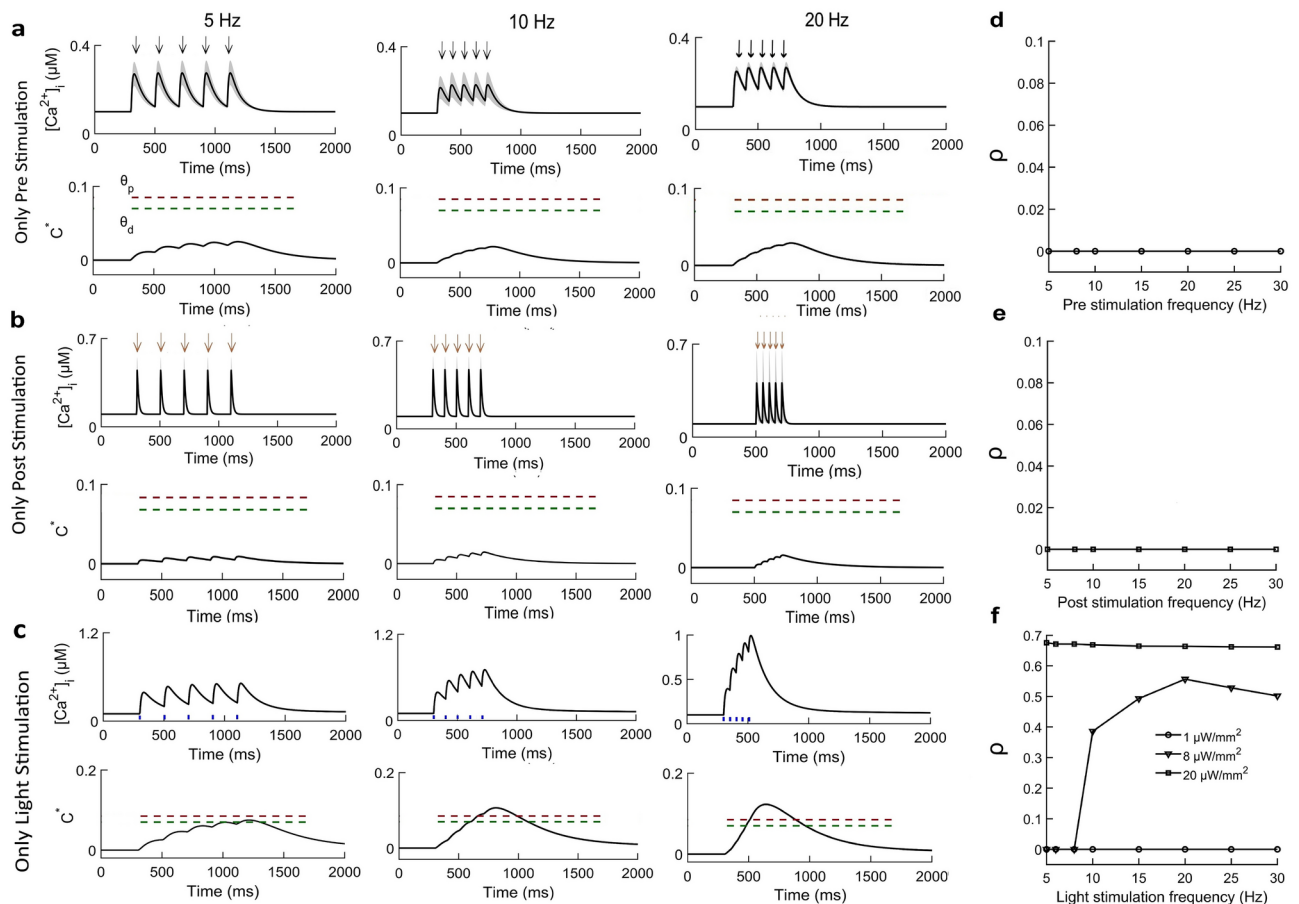 5 Hz
10 Hz
20 Hz
a
Only Pre Stimulation
[Ca2+]i (μM)
0.4
0
0 500 1000 1500 2000
Time (ms)
0.4
0
0 500 1000 1500 2000
Time (ms)
0.4
0
0 500 1000 1500 2000
Time (ms)
C*
0.1
0
θp
θd
0 500 1000 1500 2000
Time (ms)
0.1
0
0 500 1000 1500 2000
Time (ms)
0.1
0
0 500 1000 1500 2000
Time (ms)
b
Only Post Stimulation
[Ca2+]i (μM)
0.7
0
0 500 1000 1500 2000
Time (ms)
0.7
0
0 500 1000 1500 2000
Time (ms)
0.7
0
0 500 1000 1500 2000
Time (ms)
C*
0.1
0
0 500 1000 1500 2000
Time (ms)
0.1
0
0 500 1000 1500 2000
Time (ms)
0.1
0
0 500 1000 1500 2000
Time (ms)
c
Only Light Stimulation
[Ca2+]i (μM)
1.2
0
0 500 1000 1500 2000
Time (ms)
1.2
0
0 500 1000 1500 2000
Time (ms)
1
0.5
0
0 500 1000 1500 2000
Time (ms)
C*
0.2
0
0 500 1000 1500 2000
Time (ms)
0.2
0
0 500 1000 1500 2000
Time (ms)
0.2
0
0 500 1000 1500 2000
Time (ms)
d
ρ
0.1
0.08
0.06
0.04
0.02
0
5 10 15 20 25 30
Pre stimulation frequency (Hz)
e
ρ
0.1
0.08
0.06
0.04
0.02
0
5 10 15 20 25 30
Post stimulation frequency (Hz)
f
ρ
0.7
0.6
0.5
0.4
0.3
0.2
0.1
0
1 μW/mm2
8 μW/mm2
20 μW/mm2
5 10 15 20 25 30
Light stimulation frequency (Hz)